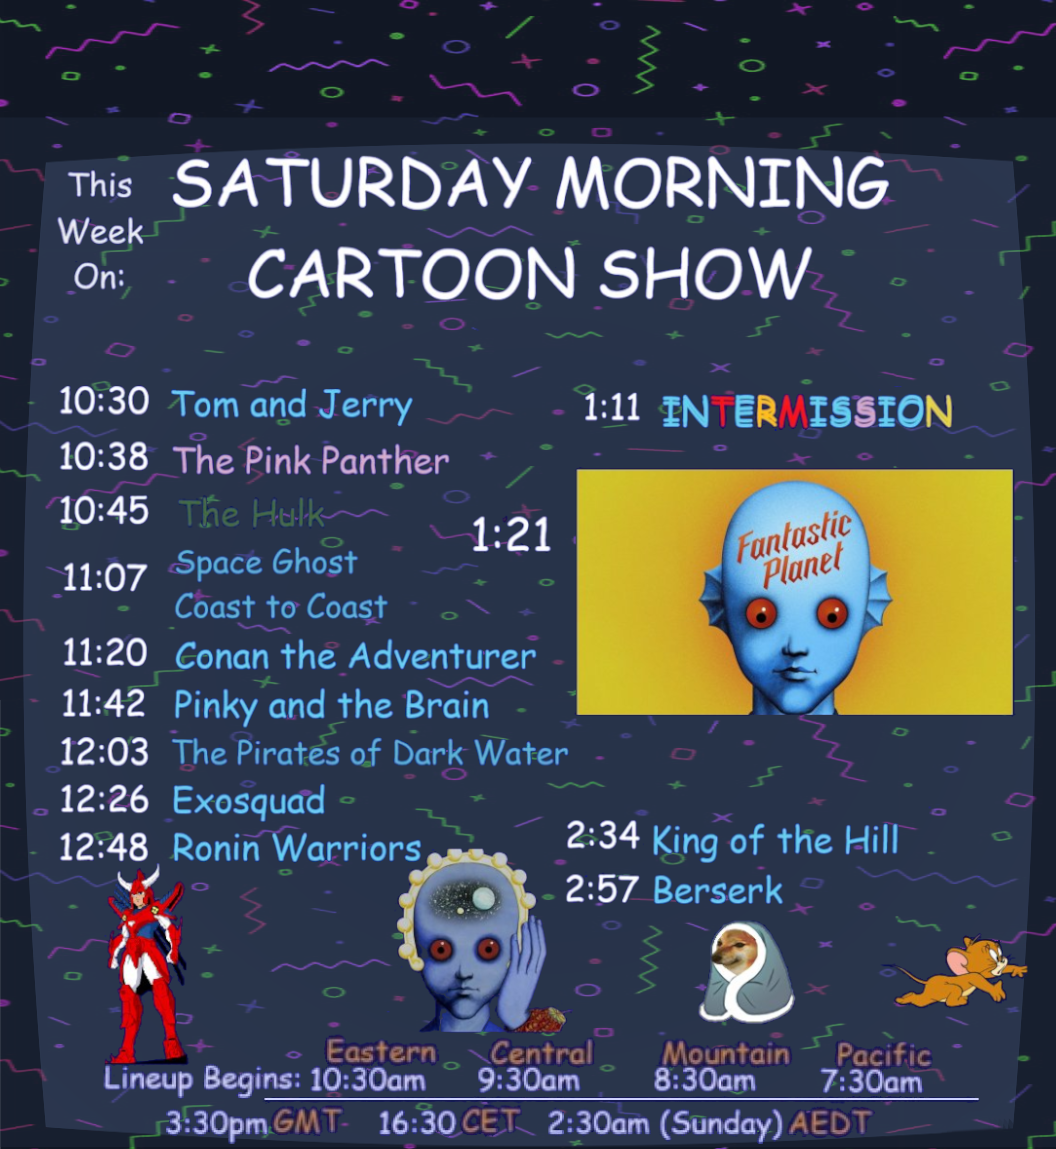 This
Week
On:
SATURDAY MORNING
CARTOON SHOW
10:30 Tom and Jerry
10:38 The Pink Panther
10:45 The Hulk
11:07 Space Ghost
Coast to Coast
11:20 Conan the Adventurer
11:42 Pinky and the Brain
12:03 The Pirates of Dark Water
12:26 Exosquad
12:48 Ronin Warriors
1:11 INTERMISSION
1:21
Fantastic
Planet
2:34 King of the Hill
2:57 Berserk
Eastern Central Mountain Pacific
Lineup Begins: 10:30am 9:30am 8:30am 7:30am
3:30pm GMT 16:30 CET 2:30am (Sunday) AEDT